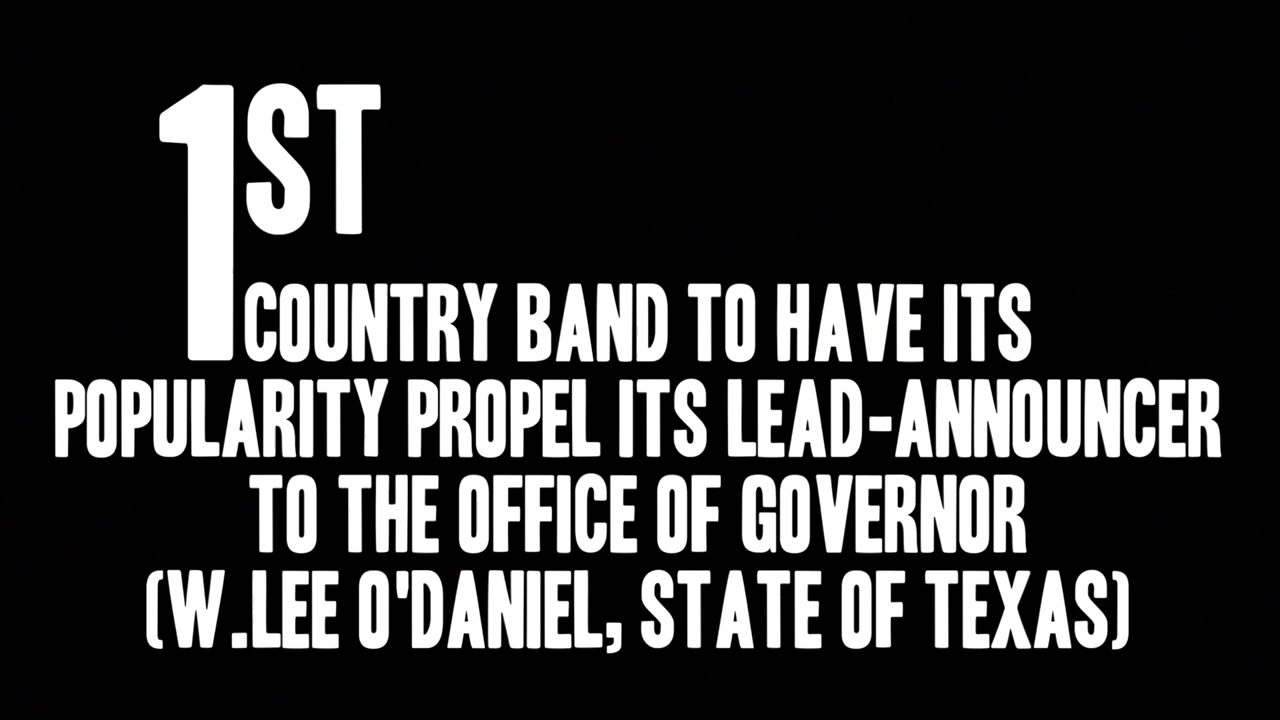 1ST
COUNTRY BAND TO HAVE ITS
POPULARITY PROPEL ITS LEAD-ANNOUNCER
TO THE OFFICE OF GOVERNOR
(W.LEE O'DANIEL, STATE OF TEXAS)